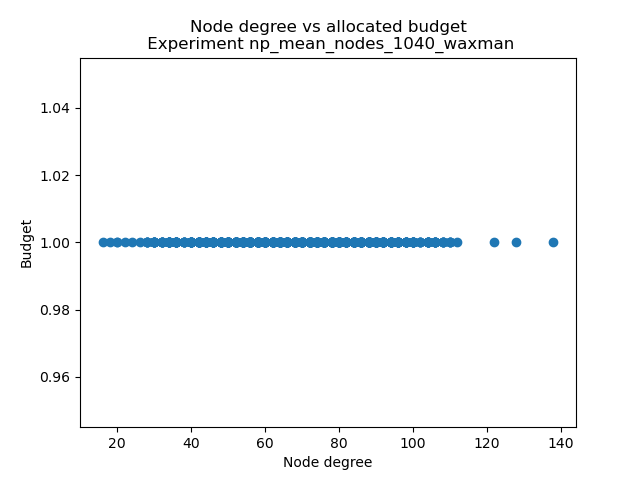 Node degree vs allocated budget
Experiment np_mean_nodes_1040_waxman
1.04
1.02
1.00
0.98
0.96
Budget
20 40 60 80 100 120 140
Node degree